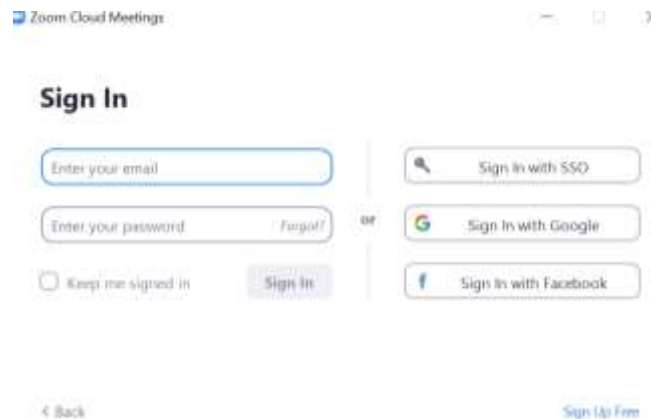 Zoom Cloud Meetings
Sign In
Enter your email
Enter your password Forgot?
Keep me signed in Sign In
or
Sign In with SSO
Sign In with Google
Sign In with Facebook
< Back
Sign Up Free